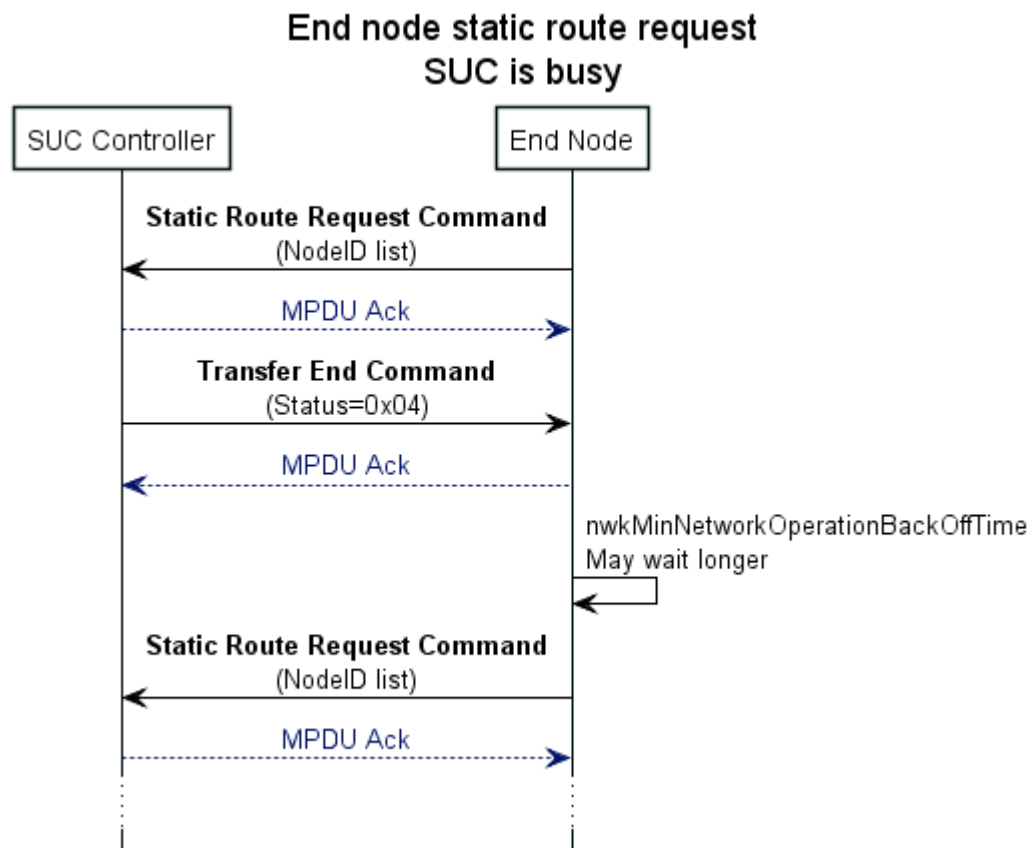 End node static route request
SUC is busy
SUC Controller
End Node
Static Route Request Command
(NodeID list)
MPDU Ack
Transfer End Command
(Status=0x04)
MPDU Ack
nwkMinNetworkOperationBackOffTime
May wait longer
Static Route Request Command
(NodeID list)
MPDU Ack